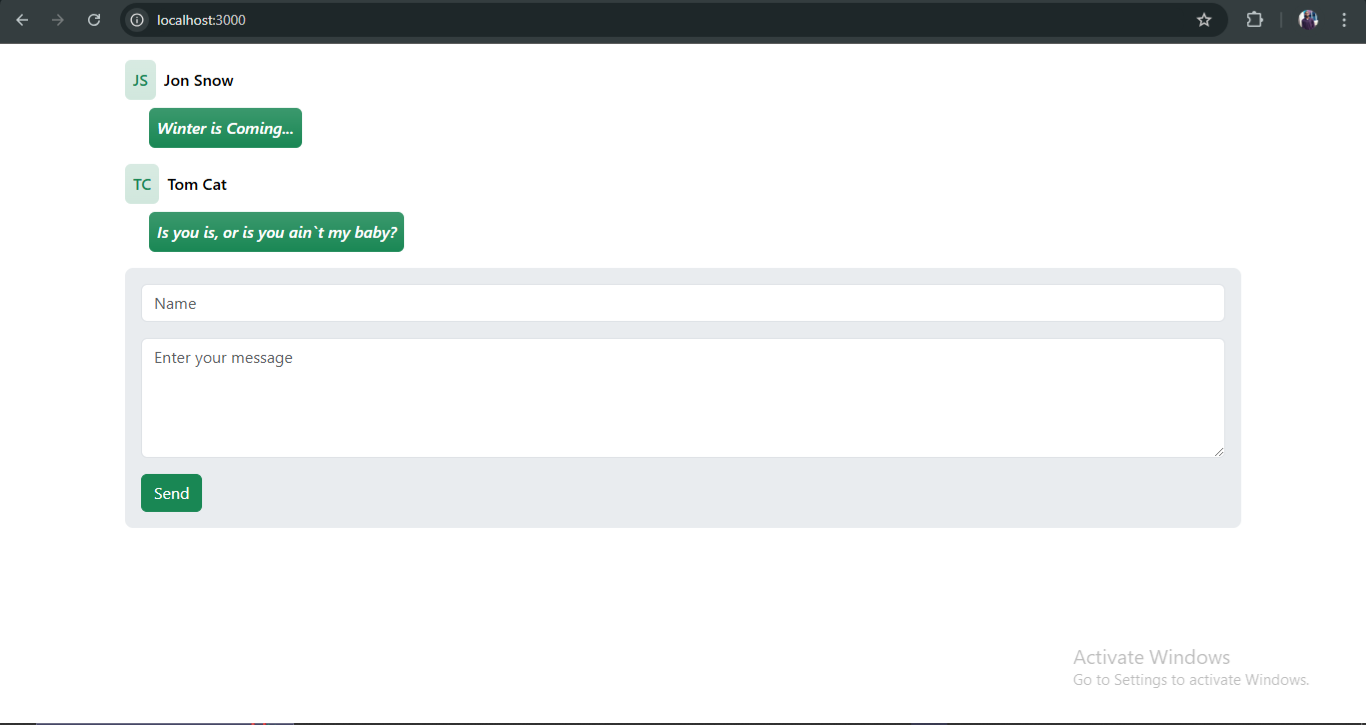 localhost:3000
JS Jon Snow
Winter is Coming...
TC Tom Cat
Is you is, or is you ain`t my baby?
Name
Enter your message
Send
Activate Windows
Go to Settings to activate Windows.